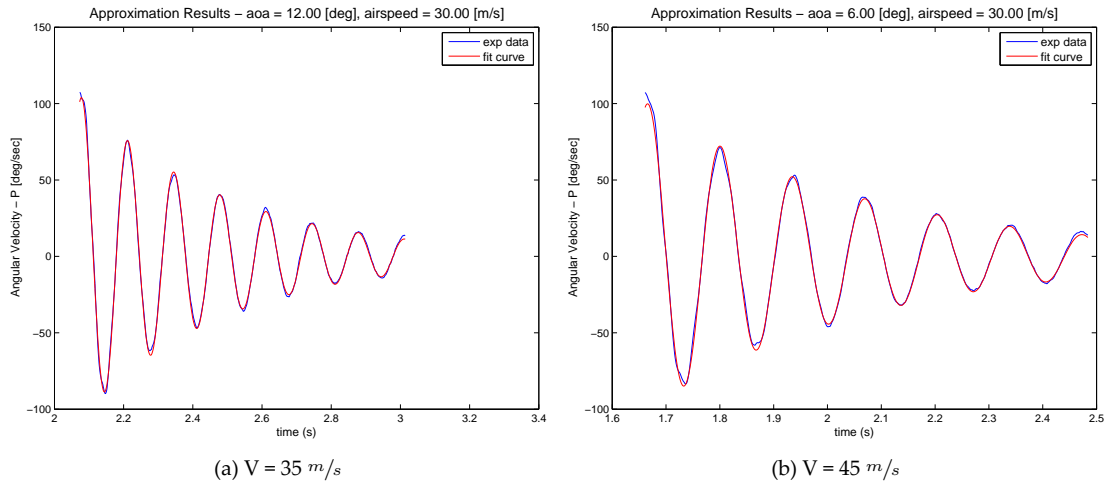 Approximation Results − aoa = 12.00 [deg], airspeed = 30.00 [m/s]
exp data
fit curve
150
100
50
0
−50
−100
Angular Velocity − P [deg/sec]
2
2.2
2.4
2.6
2.8
3
3.2
3.4
time (s)
(a) V = 35 m/s
Approximation Results − aoa = 6.00 [deg], airspeed = 30.00 [m/s]
exp data
fit curve
150
100
50
0
−50
−100
Angular Velocity − P [deg/sec]
1.6
1.7
1.8
1.9
2
2.1
2.2
2.3
2.4
2.5
time (s)
(b) V = 45 m/s